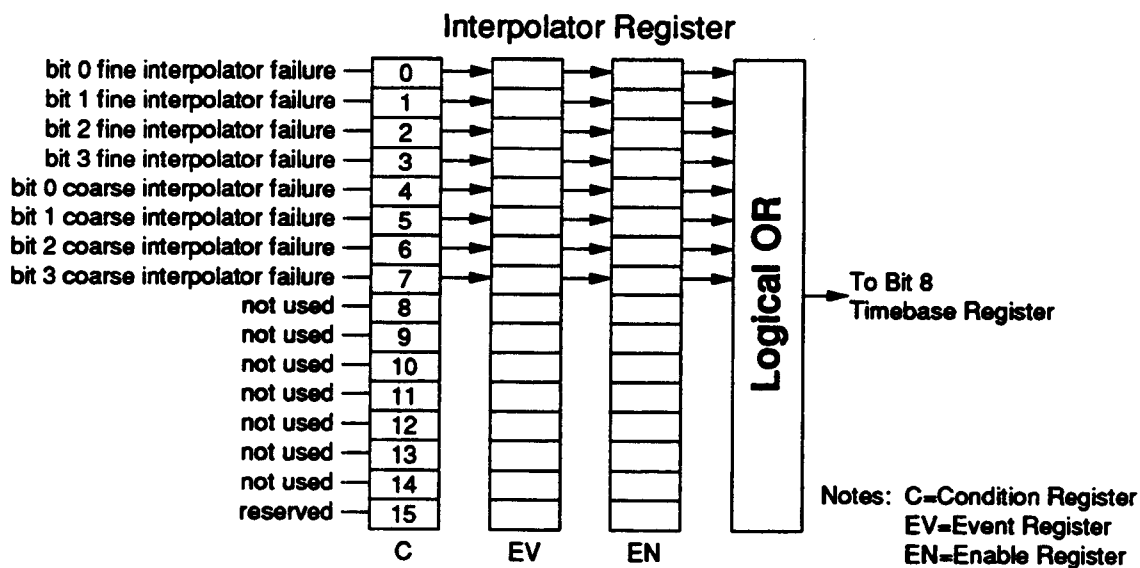 Interpolator Register
bit 0 fine interpolator failure 0
bit 1 fine interpolator failure 1
bit 2 fine interpolator failure 2
bit 3 fine interpolator failure 3
bit 0 coarse interpolator failure 4
bit 1 coarse interpolator failure 5
bit 2 coarse interpolator failure 6
bit 3 coarse interpolator failure 7
not used 8
not used 9
not used 10
not used 11
not used 12
not used 13
not used 14
reserved 15
C EV EN
Logical OR
To Bit 8
Timebase Register
Notes: C=Condition Register
EV=Event Register
EN=Enable Register